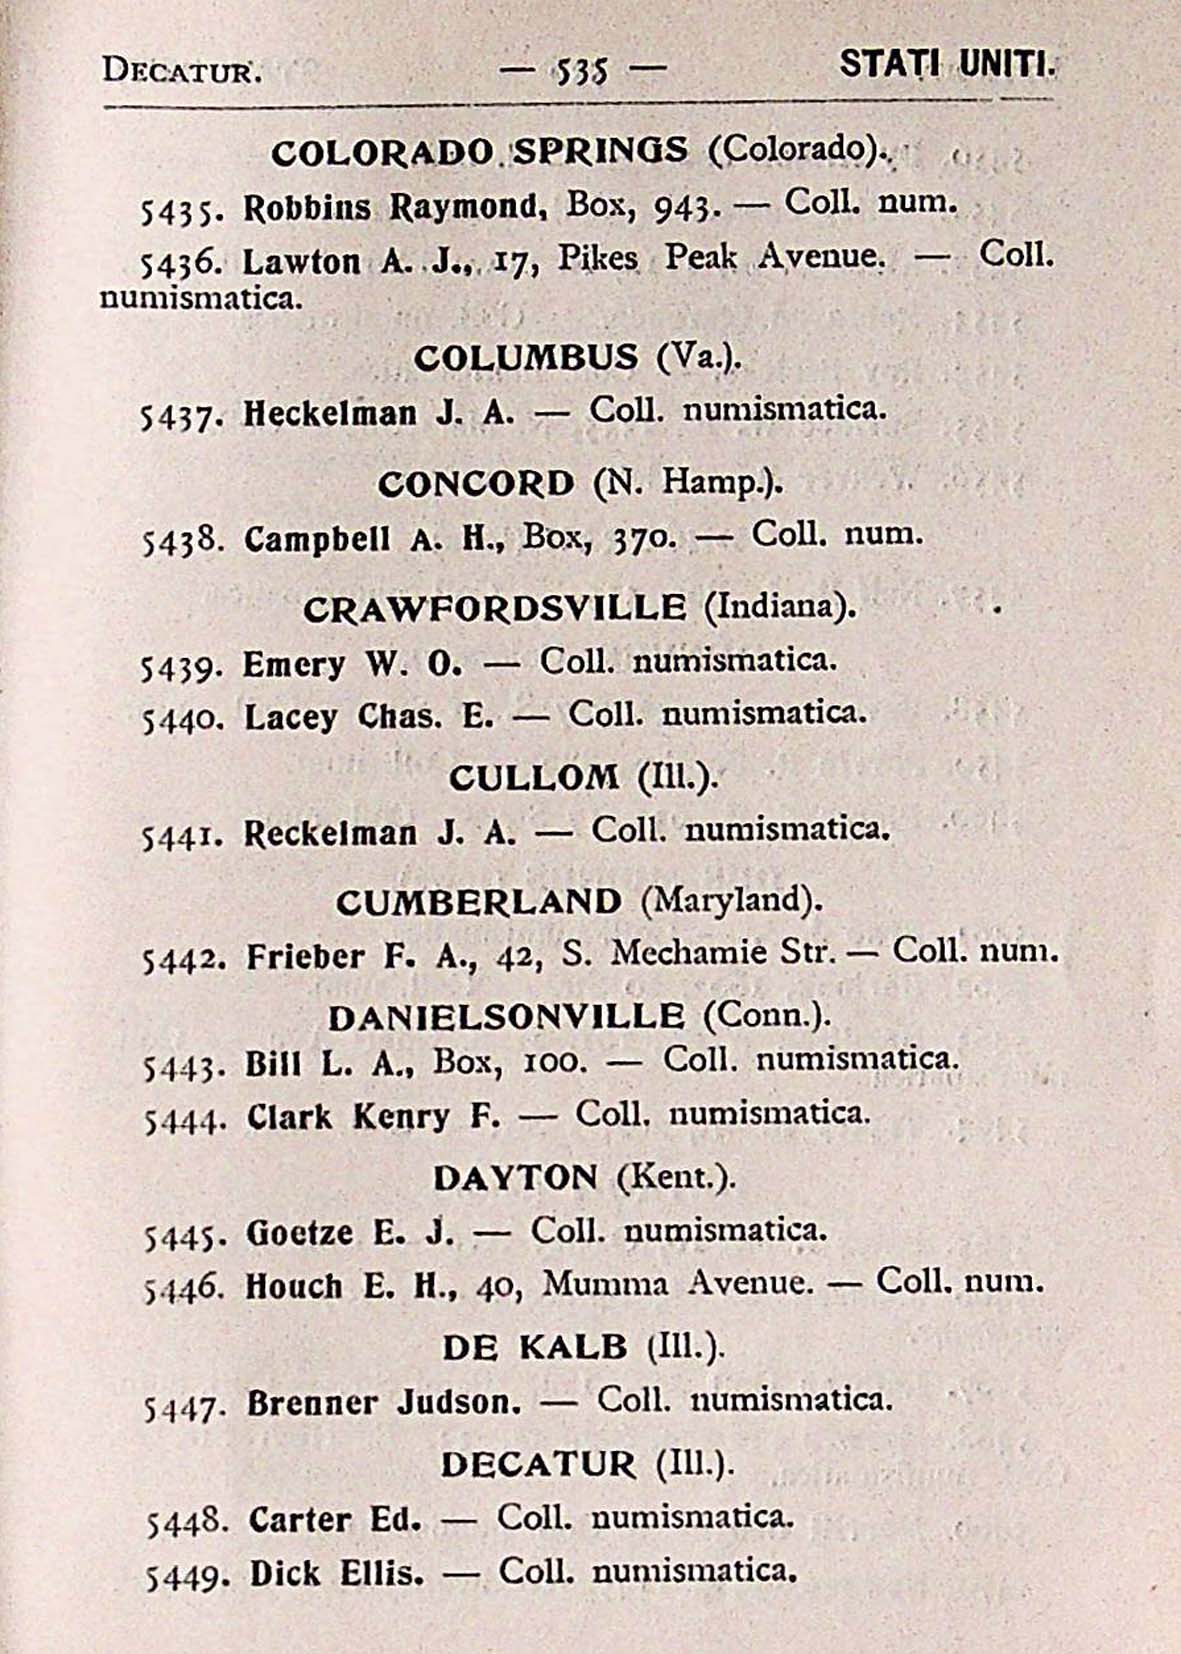 DECATUR. — 535 — STATI UNITI.
COLORADO SPRINGS (Colorado).
5435. Robbins Raymond, Box, 943. — Coll. num.
5436. Lawton A. J., 17, Pikes Peak Avenue. — Coll.
numismatica.
COLUMBUS (Va.).
5437. Heckelman J. A. — Coll. numismatica.
CONCORD (N. Hamp.).
5438. Campbell A. H., Box, 370. — Coll. num.
CRAWFORDSVILLE (Indiana).
5439. Emery W. O. — Coll. numismatica.
5440. Lacey Chas. E. — Coll. numismatica.
CULLOM (Ill.).
5441. Reckelman J. A. — Coll. numismatica.
CUMBERLAND (Maryland).
5442. Frieber F. A., 42, S. Mechamie Str. — Coll. num.
DANIELSONVILLE (Conn.).
5443. Bill L. A., Box, 100. — Coll. numismatica.
5444. Clark Kenry F. — Coll. numismatica.
DAYTON (Kent.).
5445. Goetze E. J. — Coll. numismatica.
5446. Houch E. H., 40, Mumma Avenue. — Coll. num.
DE KALB (Ill.).
5447. Brenner Judson. — Coll. numismatica.
DECATUR (Ill.).
5448. Carter Ed. — Coll. numismatica.
5449. Dick Ellis. — Coll. numismatica.